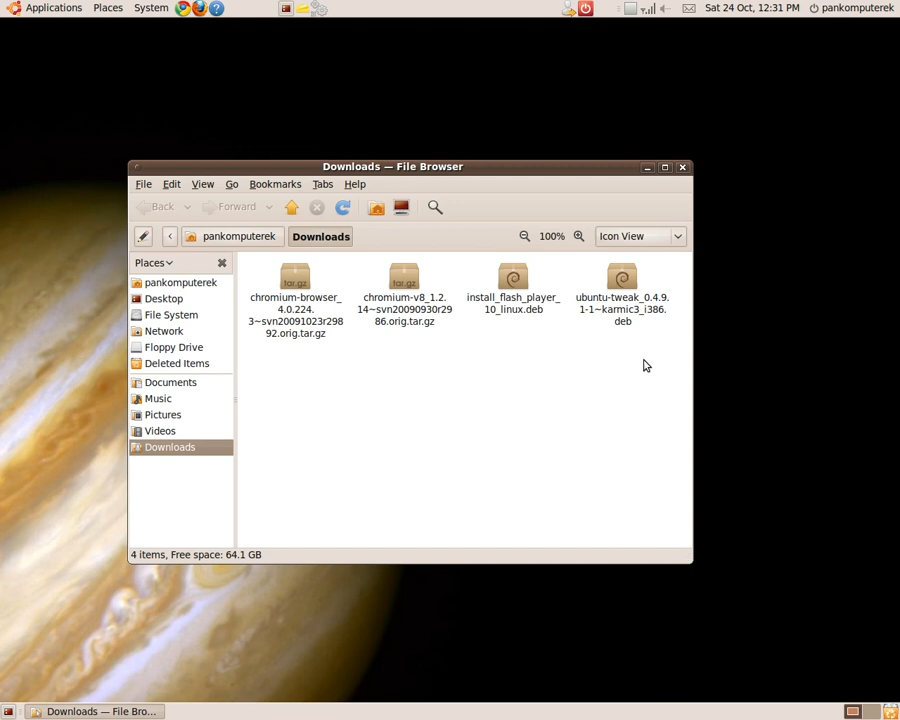 Applications Places System
Sat 24 Oct, 12:31 PM pankomputerek
Downloads — File Browser
File Edit View Go Bookmarks Tabs Help
Back Forward
pankomputerek Downloads 100% Icon View
Places
pankomputerek
Desktop
File System
Network
Floppy Drive
Deleted Items
Documents
Music
Pictures
Videos
Downloads
tar.gz
chromium-browser_
4.0.224.
3~svn20091023r298
92.orig.tar.gz
tar.gz
chromium-v8_1.2.
14~svn20090930r29
86.orig.tar.gz
install_flash_player_
10_linux.deb
ubuntu-tweak_0.4.9.
1-1~karmic3_i386.
deb
4 items, Free space: 64.1 GB
Downloads — File Bro...